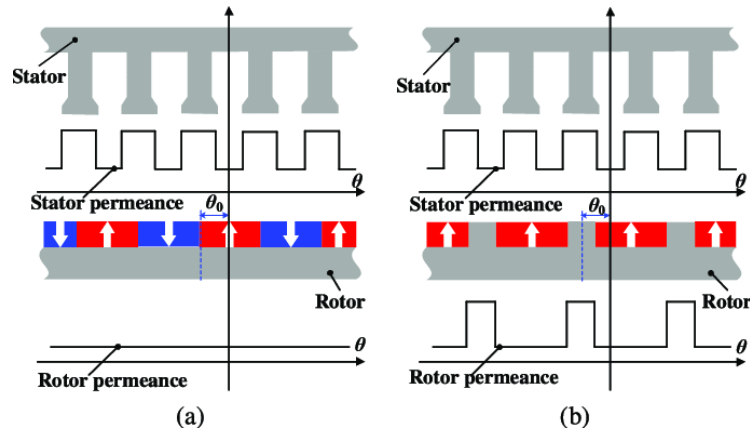 Stator
θ
Stator permeance
θ₀
Rotor
θ
Rotor permeance
(a)
Stator
θ
Stator permeance
θ₀
Rotor
θ
Rotor permeance
(b)